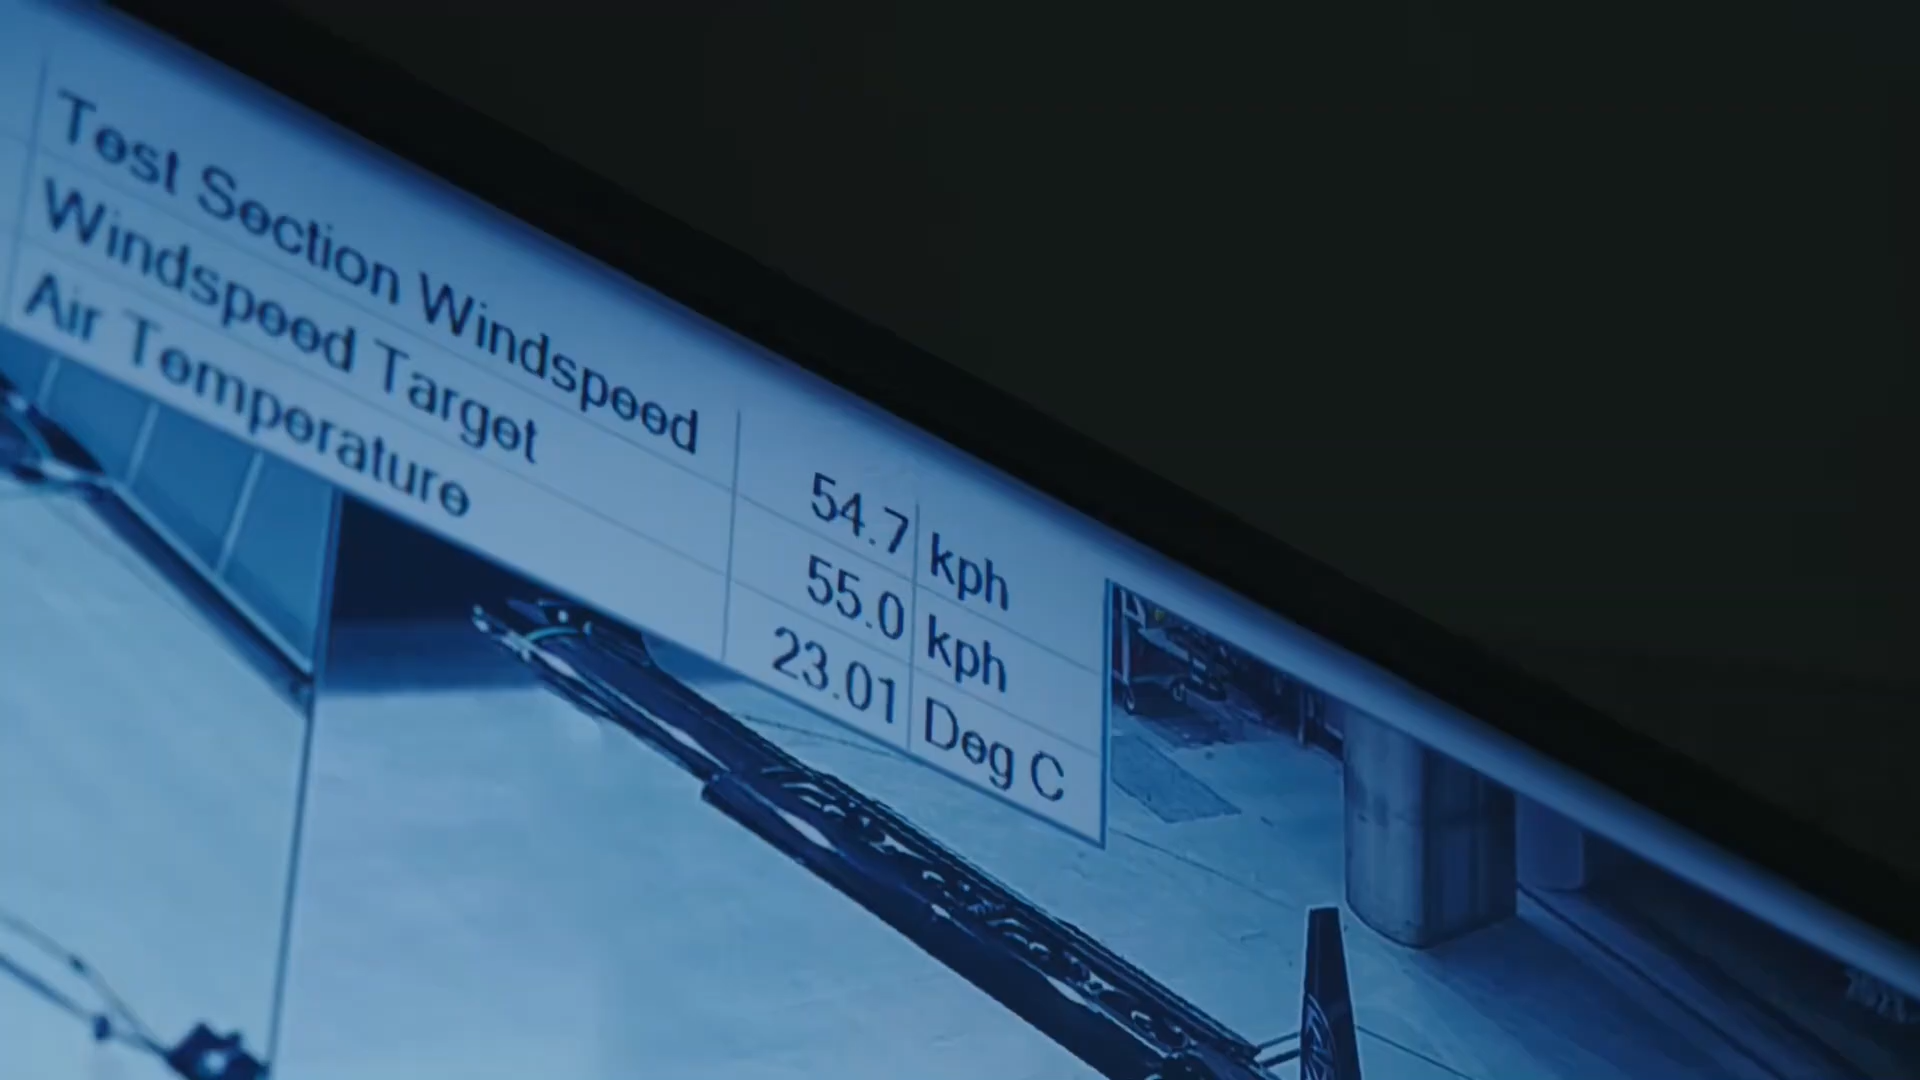 Test Section Windspeed 54.7 kph
Windspeed Target 55.0 kph
Air Temperature 23.01 Deg C